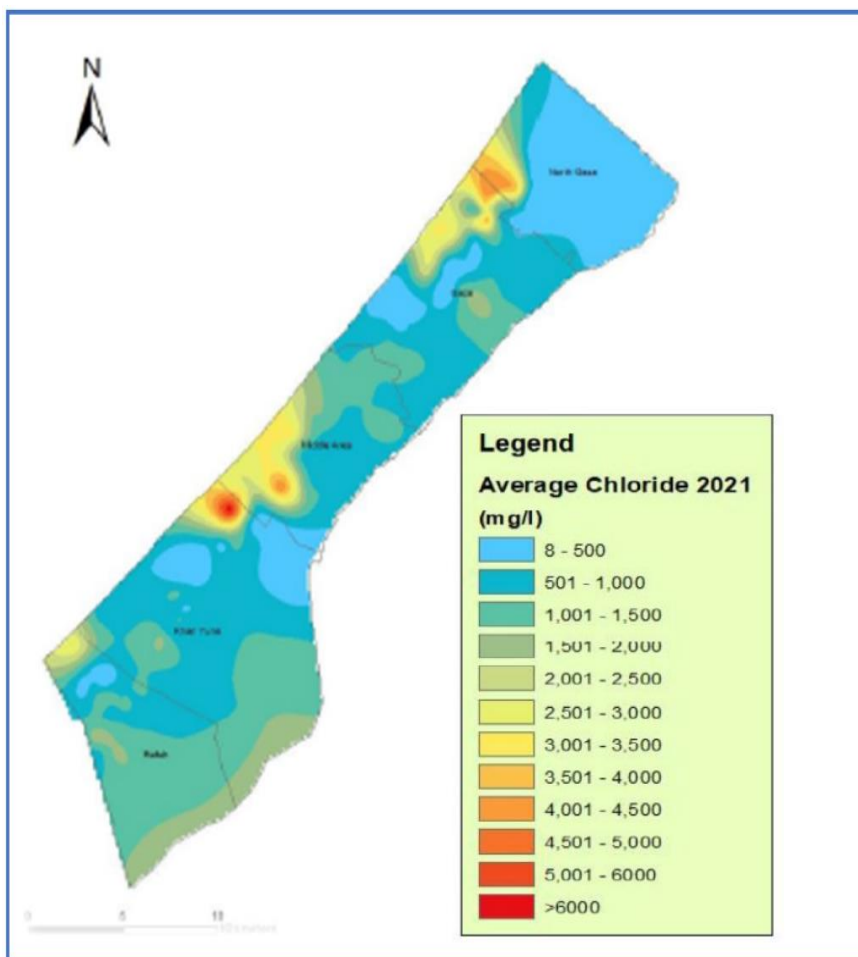 N
North Gaza
Gaza
Middle Area
Legend
Average Chloride 2021
(mg/l)
8 - 500
501 - 1,000
1,001 - 1,500
1,501 - 2,000
2,001 - 2,500
2,501 - 3,000
3,001 - 3,500
3,501 - 4,000
4,001 - 4,500
4,501 - 5,000
5,001 - 6000
>6000
Khan Yunis
Rafah
0 5 10